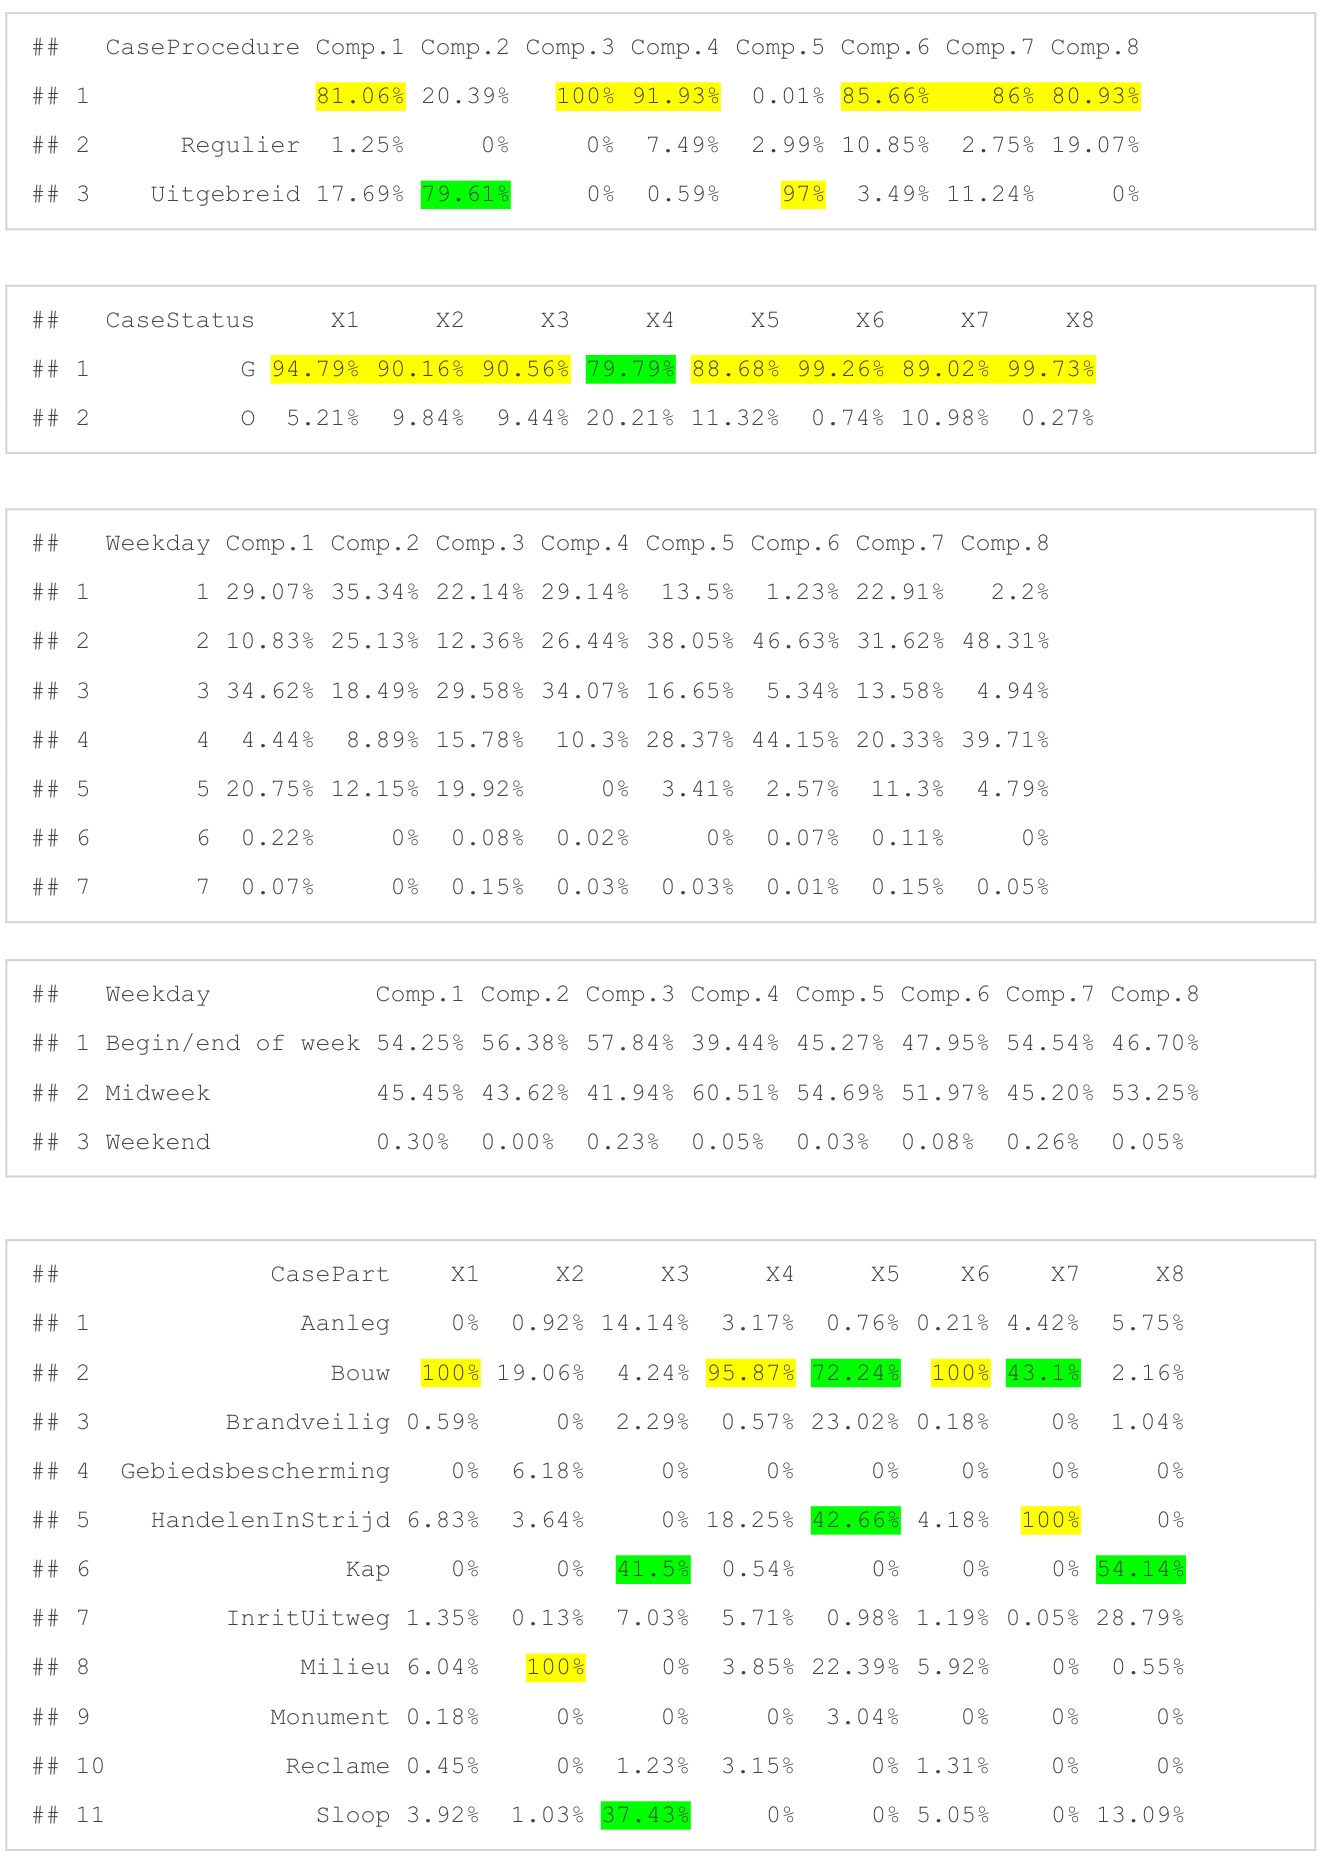 ##   CaseProcedure Comp.1 Comp.2 Comp.3 Comp.4 Comp.5 Comp.6 Comp.7 Comp.8
## 1               81.06% 20.39%   100% 91.93%  0.01% 85.66%    86% 80.93%
## 2      Regulier  1.25%     0%     0%  7.49%  2.99% 10.85%  2.75% 19.07%
## 3    Uitgebreid 17.69% 79.61%     0%  0.59%    97%  3.49% 11.24%     0%
##   CaseStatus     X1     X2     X3     X4     X5     X6     X7     X8
## 1          G 94.79% 90.16% 90.56% 79.79% 88.68% 99.26% 89.02% 99.73%
## 2          O  5.21%  9.84%  9.44% 20.21% 11.32%  0.74% 10.98%  0.27%
##   Weekday Comp.1 Comp.2 Comp.3 Comp.4 Comp.5 Comp.6 Comp.7 Comp.8
## 1       1 29.07% 35.34% 22.14% 29.14%  13.5%  1.23% 22.91%   2.2%
## 2       2 10.83% 25.13% 12.36% 26.44% 38.05% 46.63% 31.62% 48.31%
## 3       3 34.62% 18.49% 29.58% 34.07% 16.65%  5.34% 13.58%  4.94%
## 4       4  4.44%  8.89% 15.78%  10.3% 28.37% 44.15% 20.33% 39.71%
## 5       5 20.75% 12.15% 19.92%     0%  3.41%  2.57%  11.3%  4.79%
## 6       6  0.22%     0%  0.08%  0.02%     0%  0.07%  0.11%     0%
## 7       7  0.07%     0%  0.15%  0.03%  0.03%  0.01%  0.15%  0.05%
##   Weekday           Comp.1 Comp.2 Comp.3 Comp.4 Comp.5 Comp.6 Comp.7 Comp.8
## 1 Begin/end of week 54.25% 56.38% 57.84% 39.44% 45.27% 47.95% 54.54% 46.70%
## 2 Midweek           45.45% 43.62% 41.94% 60.51% 54.69% 51.97% 45.20% 53.25%
## 3 Weekend           0.30%  0.00%  0.23%  0.05%  0.03%  0.08%  0.26%  0.05%
##              CasePart    X1     X2     X3     X4     X5    X6    X7     X8
## 1              Aanleg    0%  0.92% 14.14%  3.17%  0.76% 0.21% 4.42%  5.75%
## 2                Bouw  100% 19.06%  4.24% 95.87% 72.24%  100% 43.1%  2.16%
## 3         Brandveilig 0.59%     0%  2.29%  0.57% 23.02% 0.18%    0%  1.04%
## 4  Gebiedsbescherming    0%  6.18%     0%     0%     0%    0%    0%     0%
## 5    HandelenInStrijd 6.83%  3.64%     0% 18.25% 42.66% 4.18%  100%     0%
## 6                 Kap    0%     0%  41.5%  0.54%     0%    0%    0% 54.14%
## 7         InritUitweg 1.35%  0.13%  7.03%  5.71%  0.98% 1.19% 0.05% 28.79%
## 8              Milieu 6.04%   100%     0%  3.85% 22.39% 5.92%    0%  0.55%
## 9            Monument 0.18%     0%     0%     0%  3.04%    0%    0%     0%
## 10            Reclame 0.45%     0%  1.23%  3.15%     0% 1.31%    0%     0%
## 11              Sloop 3.92%  1.03% 37.43%     0%     0% 5.05%    0% 13.09%